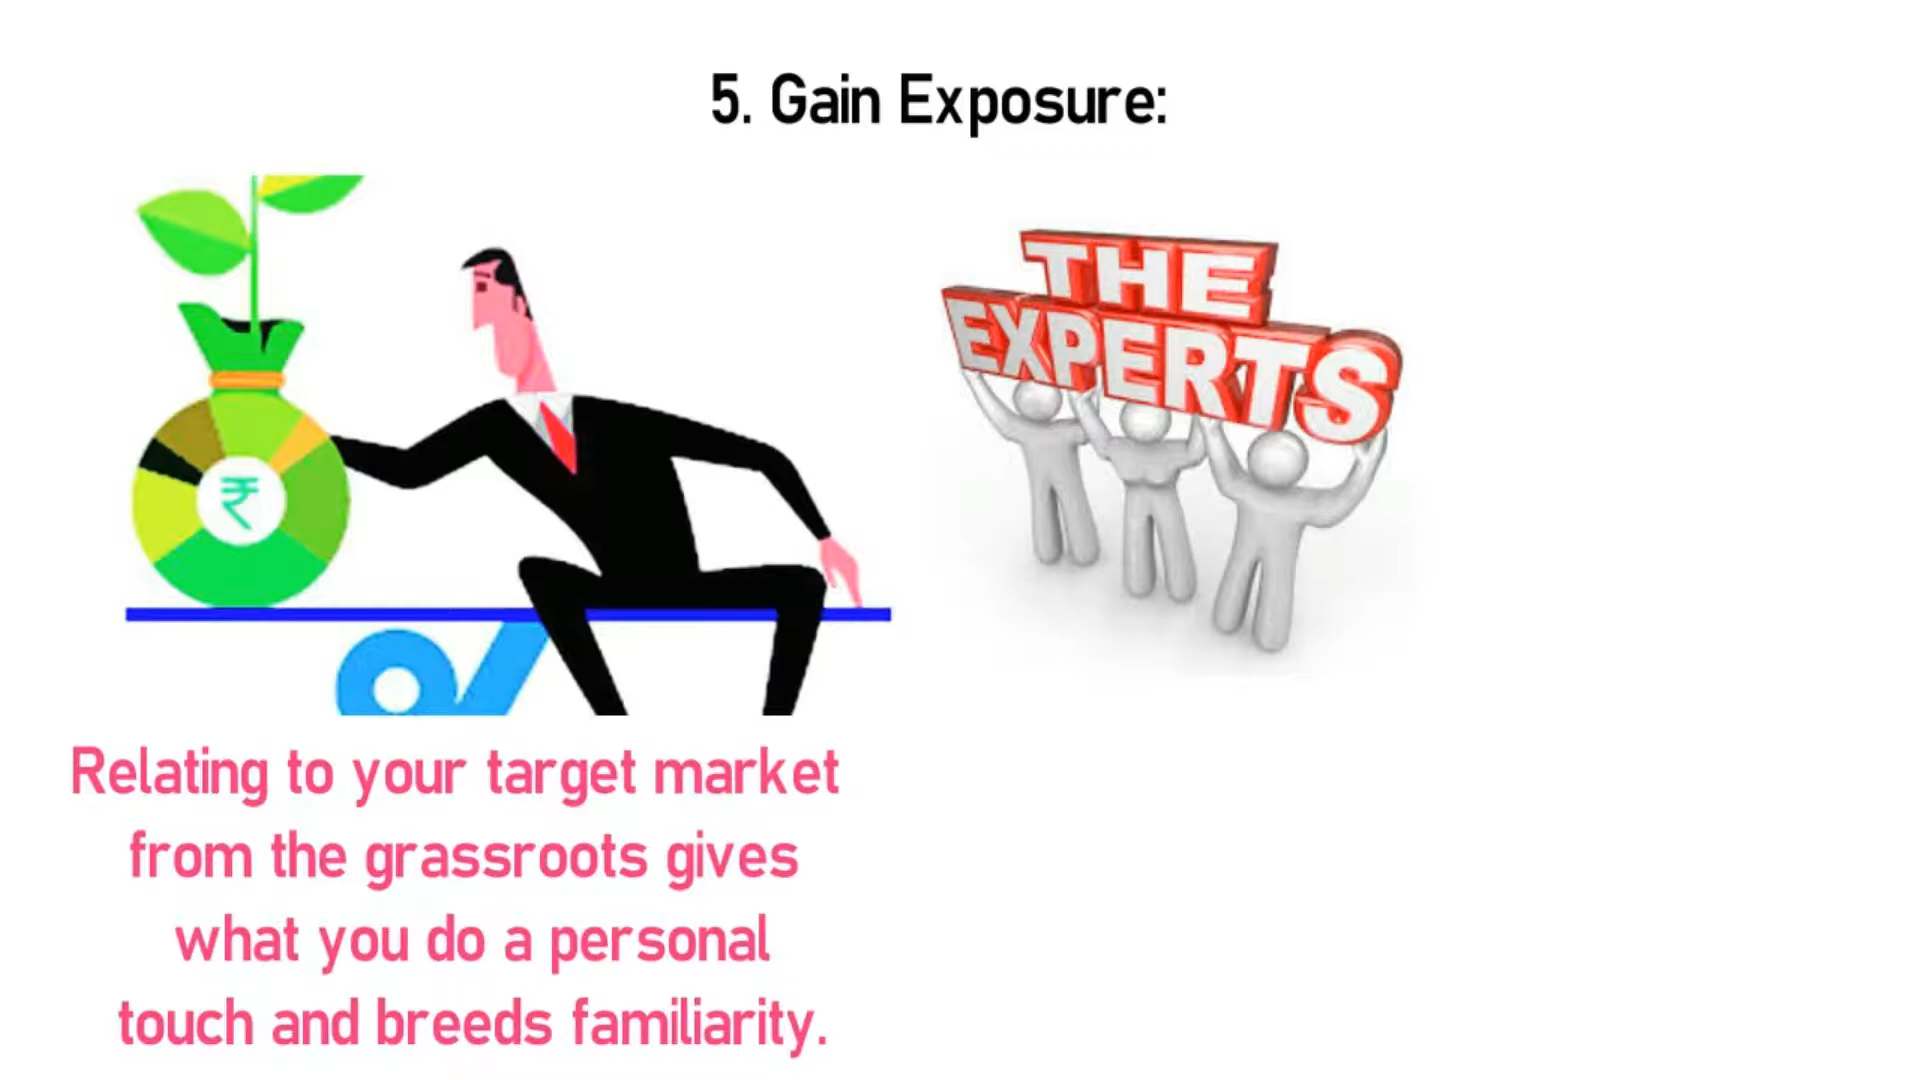 5. Gain Exposure:
THE
EXPERTS
₹
Relating to your target market
from the grassroots gives
what you do a personal
touch and breeds familiarity.